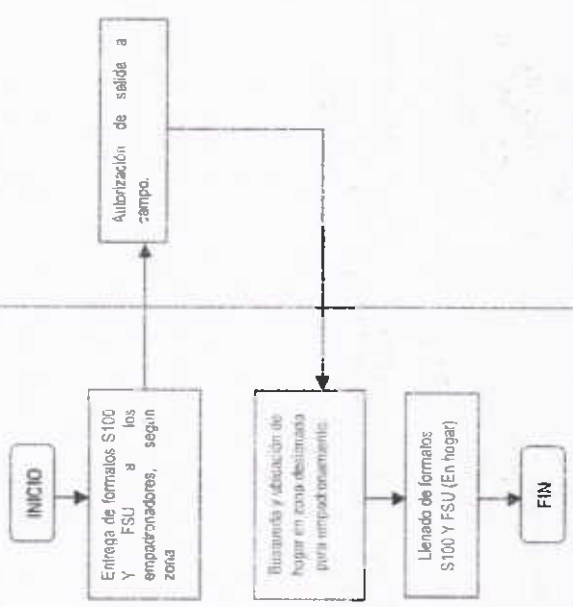 INICIO
Entrega de formatos S100
Y FSU a los
empadronadores, según
zona
Autorización de salida a
campo.
Busqueda y ubicación de
hogar en zona destinada
para empadronamiento.
Llenado de formatos
S100 Y FSU (En hogar)
FIN